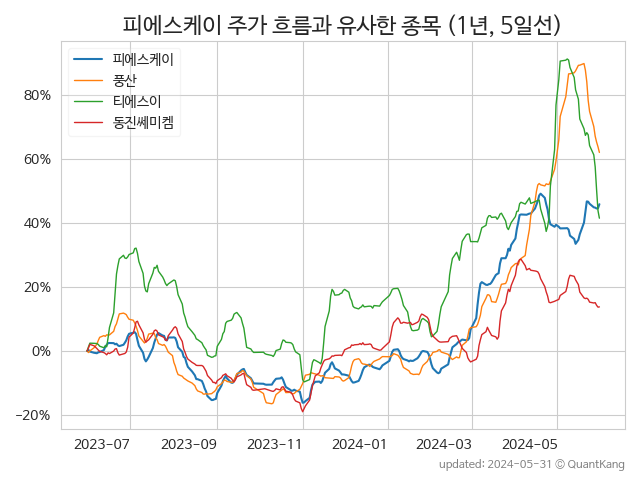 피에스케이 주가 흐름과 유사한 종목 (1년, 5일선)
피에스케이
풍산
티에스이
동진쎄미켐
80%
60%
40%
20%
0%
−20%
2023-07 2023-09 2023-11 2024-01 2024-03 2024-05
updated: 2024-05-31 © QuantKang